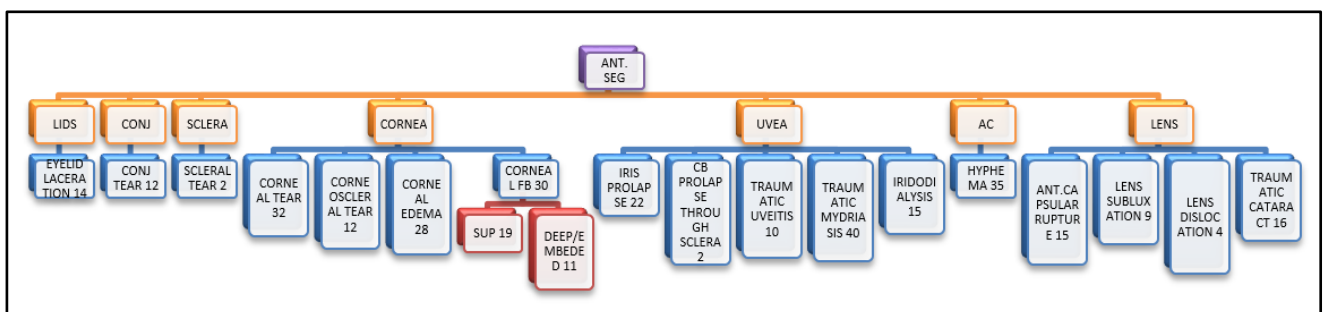 ANT.
SEG
LIDS
CONJ
SCLERA
CORNEA
UVEA
AC
LENS
EYELID
LACERA
TION 14
CONJ
TEAR 12
SCLERAL
TEAR 2
CORNE
AL TEAR
32
CORNE
OSCLER
AL TEAR
12
CORNE
AL
EDEMA
28
CORNEA
L FB 30
SUP 19
DEEP/E
MBEDE
D 11
IRIS
PROLAP
SE 22
CB
PROLAP
SE
THROU
GH
SCLERA
2
TRAUM
ATIC
UVEITIS
10
TRAUM
ATIC
MYDRIA
SIS 40
IRIDODI
ALYSIS
15
HYPHE
MA 35
ANT.CA
PSULAR
RUPTUR
E 15
LENS
SUBLUX
ATION 9
LENS
DISLOC
ATION 4
TRAUM
ATIC
CATARA
CT 16